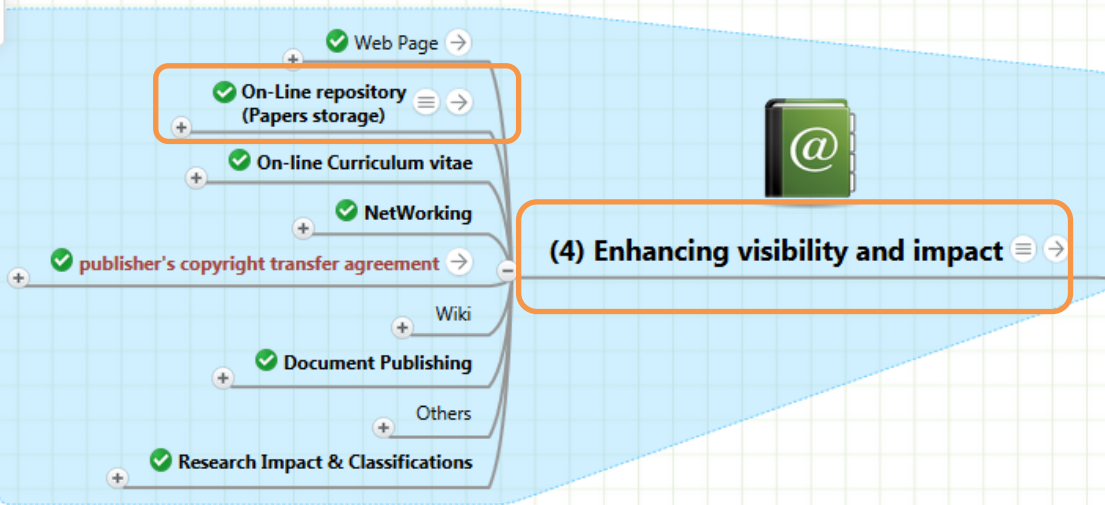 Web Page
On-Line repository
(Papers storage)
On-line Curriculum vitae
NetWorking
publisher's copyright transfer agreement
Wiki
Document Publishing
Others
Research Impact & Classifications
@
(4) Enhancing visibility and impact